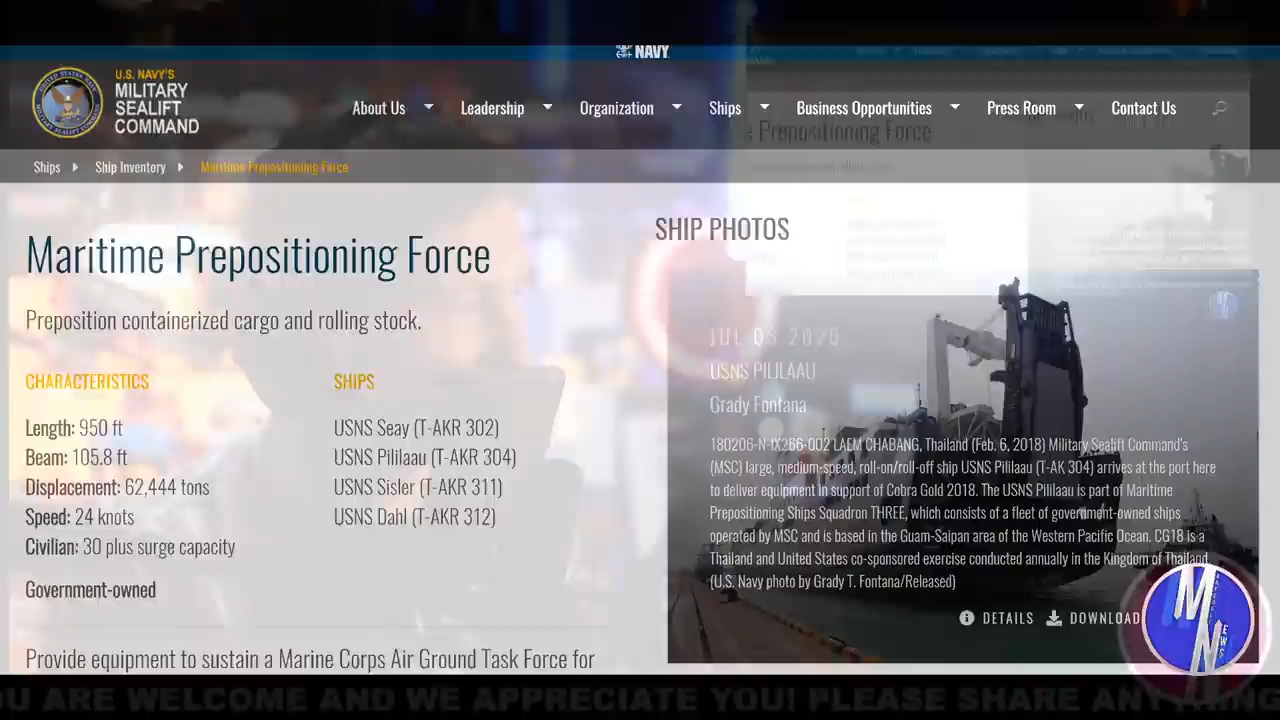 NAVY
U.S. NAVY'S
MILITARY
SEALIFT
COMMAND
About Us Leadership Organization Ships Business Opportunities Press Room Contact Us
Prepositioning Force
Ships Ship Inventory Maritime Prepositioning Force
SHIP PHOTOS
Maritime Prepositioning Force
Preposition containerized cargo and rolling stock.
CHARACTERISTICS
Length: 950 ft
Beam: 105.8 ft
Displacement: 62,444 tons
Speed: 24 knots
Civilian: 30 plus surge capacity
Government-owned
SHIPS
USNS Seay (T-AKR 302)
USNS Pililaau (T-AKR 304)
USNS Sisler (T-AKR 311)
USNS Dahl (T-AKR 312)
Provide equipment to sustain a Marine Corps Air Ground Task Force for
JUL 08 2020
USNS PILILAAU
Grady Fontana
180206-N-IX266-002 LAEM CHABANG, Thailand (Feb. 6, 2018) Military Sealift Command's
(MSC) large, medium-speed, roll-on/roll-off ship USNS Pililaau (T-AK 304) arrives at the port here
to deliver equipment in support of Cobra Gold 2018. The USNS Pililaau is part of Maritime
Prepositioning Ships Squadron THREE, which consists of a fleet of government-owned ships
operated by MSC and is based in the Guam-Saipan area of the Western Pacific Ocean. CG18 is a
Thailand and United States co-sponsored exercise conducted annually in the Kingdom of Thailand.
(U.S. Navy photo by Grady T. Fontana/Released)
DETAILS DOWNLOAD
OU ARE WELCOME AND WE APPRECIATE YOU! PLEASE SHARE ANYTHING